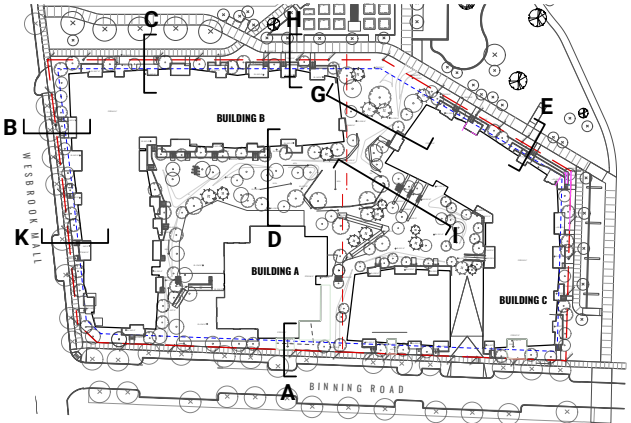 C
H
G
E
B
BUILDING B
WESBROOK MALL
K
D
I
BUILDING A
BUILDING C
A
BINNING ROAD